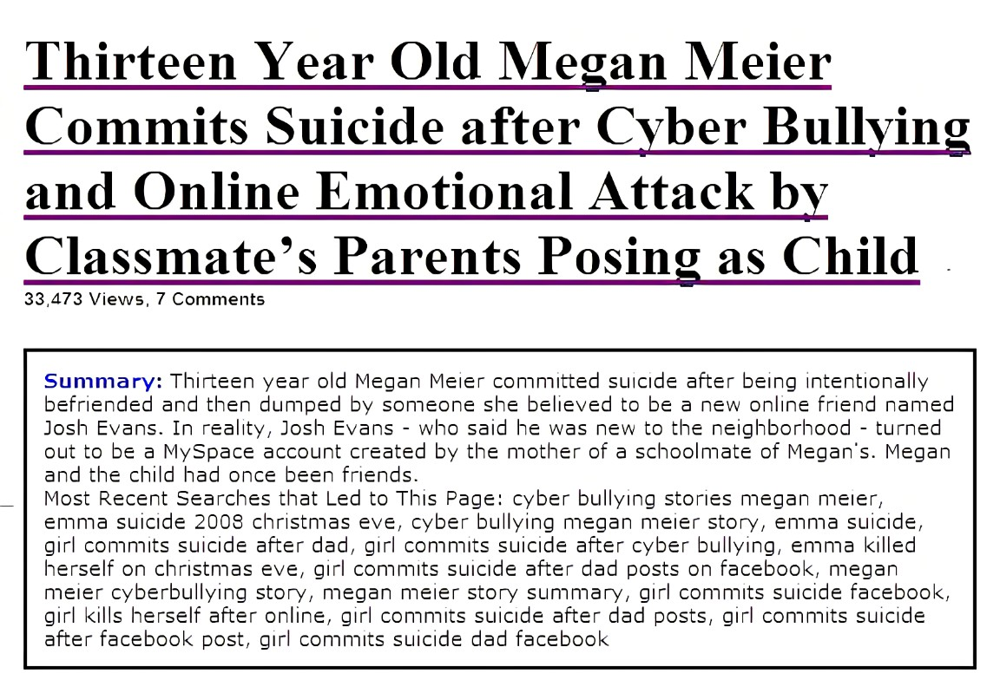 Thirteen Year Old Megan Meier
Commits Suicide after Cyber Bullying
and Online Emotional Attack by
Classmate’s Parents Posing as Child
33,473 Views, 7 Comments
Summary: Thirteen year old Megan Meier committed suicide after being intentionally
befriended and then dumped by someone she believed to be a new online friend named
Josh Evans. In reality, Josh Evans - who said he was new to the neighborhood - turned
out to be a MySpace account created by the mother of a schoolmate of Megan's. Megan
and the child had once been friends.
Most Recent Searches that Led to This Page: cyber bullying stories megan meier,
emma suicide 2008 christmas eve, cyber bullying megan meier story, emma suicide,
girl commits suicide after dad, girl commits suicide after cyber bullying, emma killed
herself on christmas eve, girl commits suicide after dad posts on facebook, megan
meier cyberbullying story, megan meier story summary, girl commits suicide facebook,
girl kills herself after online, girl commits suicide after dad posts, girl commits suicide
after facebook post, girl commits suicide dad facebook